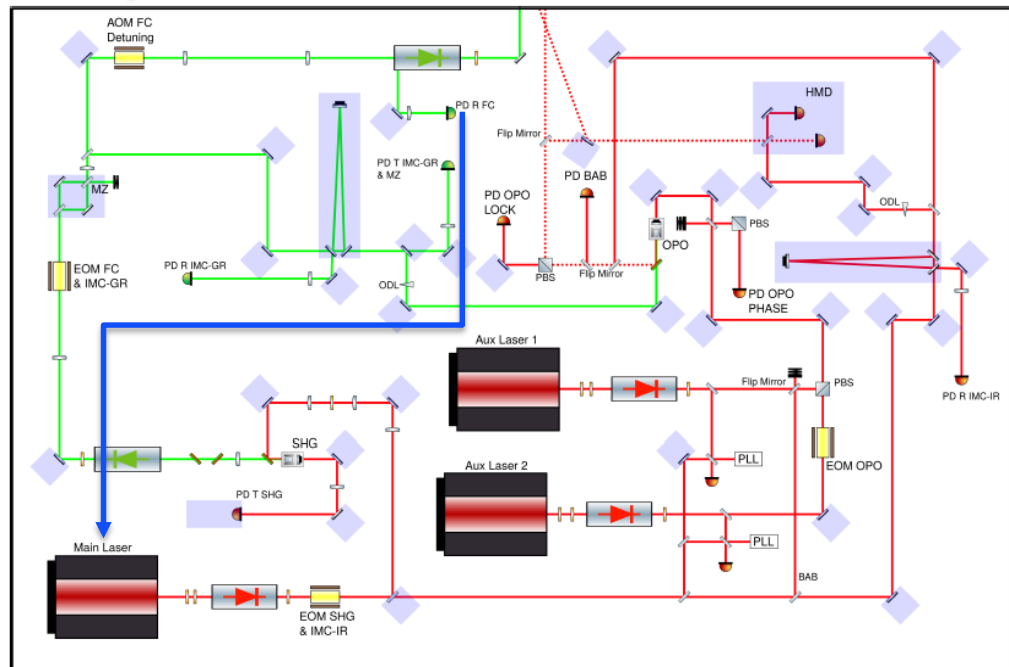 AOM FC
Detuning
PD R FC
HMD
Flip Mirror
PD T IMC-GR
& MZ
PD BAB
MZ
PD OPO
LOCK
ODL
PBS
OPO
EOM FC
& IMC-GR
PD R IMC-GR
PBS
Flip Mirror
ODL
PD OPO
PHASE
Aux Laser 1
Flip Mirror
PBS
PD R IMC-IR
SHG
Aux Laser 2
PLL
EOM OPO
PD T SHG
PLL
Main Laser
BAB
EOM SHG
& IMC-IR